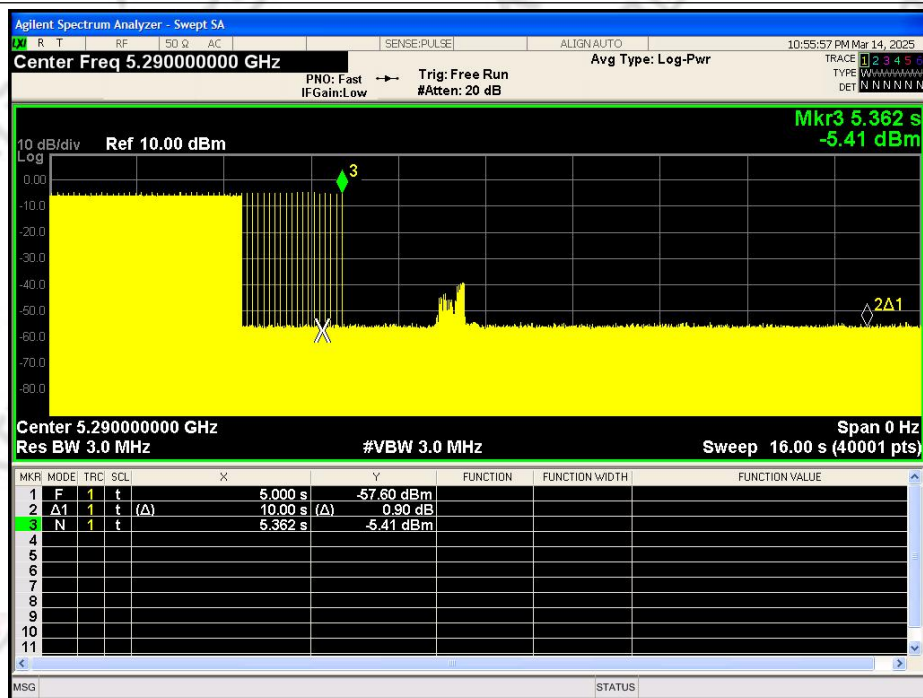 Agilent Spectrum Analyzer - Swept SA
LXI R T RF 50 Ω AC SENSE:PULSE ALIGN AUTO 10:55:57 PM Mar 14, 2025
Center Freq 5.290000000 GHz
PNO: Fast
IFGain:Low
Trig: Free Run
#Atten: 20 dB
Avg Type: Log-Pwr
TRACE 1 2 3 4 5 6
TYPE WWWWWW
DET N N N N N N
Mkr3 5.362 s
-5.41 dBm
10 dB/div Ref 10.00 dBm
Log
0.00
3
-10.0
-20.0
-30.0
-40.0
-50.0
2Δ1
X
-60.0
-70.0
-80.0
Center 5.290000000 GHz Span 0 Hz
Res BW 3.0 MHz #VBW 3.0 MHz Sweep 16.00 s (40001 pts)
MKR MODE TRC SCL X Y FUNCTION FUNCTION WIDTH FUNCTION VALUE
1 F 1 t 5.000 s -57.60 dBm
2 Δ1 1 t (Δ) 10.00 s (Δ) 0.90 dB
3 N 1 t 5.362 s -5.41 dBm
4
5
6
7
8
9
10
11
MSG STATUS